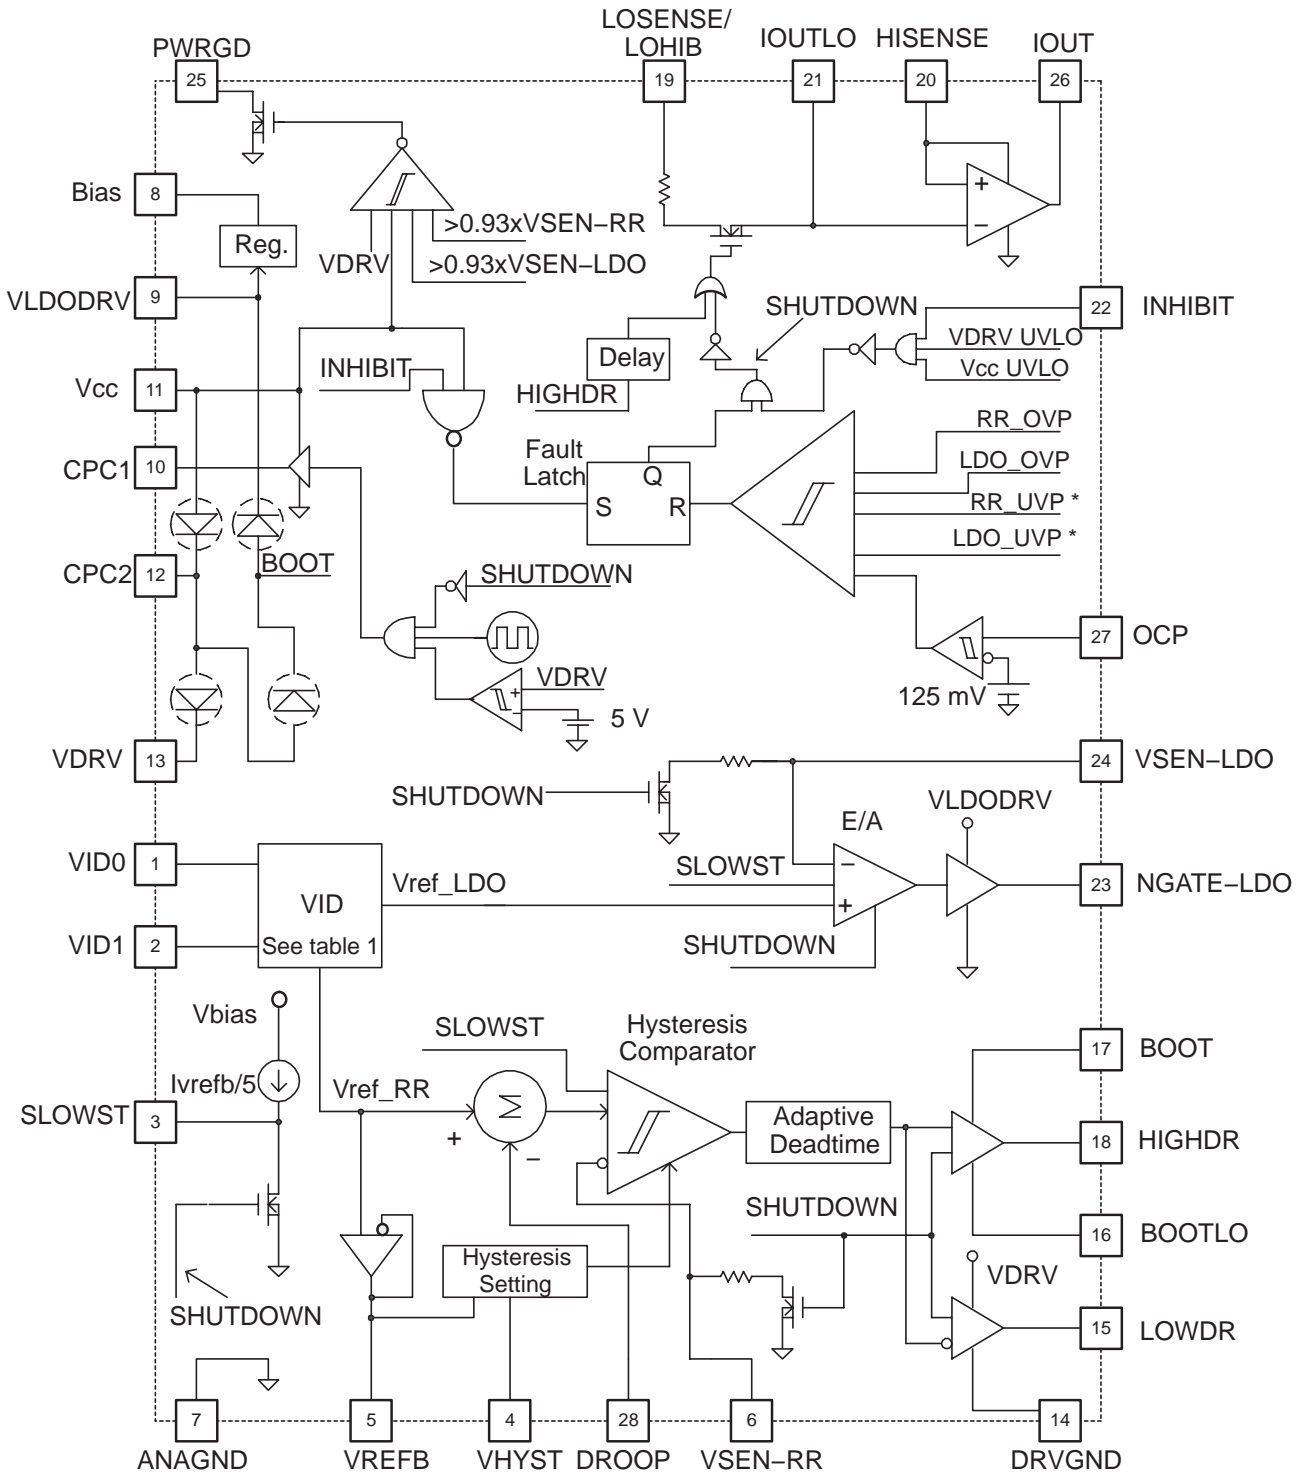 LOSENSE/
LOHIB
IOUTLO
HISENSE
IOUT
PWRGD
25
19
21
20
26
Bias
8
+
−
>0.93xVSEN−RR
Reg.
VDRV
>0.93xVSEN−LDO
VLDODRV
9
SHUTDOWN
22
INHIBIT
VDRV UVLO
Delay
Vcc UVLO
INHIBIT
Vcc
11
HIGHDR
RR_OVP
CPC1
10
Fault
Latch
Q
S
R
LDO_OVP
RR_UVP *
LDO_UVP *
BOOT
CPC2
12
SHUTDOWN
27
OCP
VDRV
+
−
5 V
125 mV
VDRV
13
24
VSEN−LDO
SHUTDOWN
VLDODRV
E/A
VID0
1
−
SLOWST
Vref_LDO
+
23
NGATE−LDO
VID
See table 1
VID1
2
SHUTDOWN
Vbias
SLOWST
Hysteresis
Comparator
17
BOOT
Ivrefb/5
Vref_RR
Σ
SLOWST
3
+
−
Adaptive
Deadtime
18
HIGHDR
SHUTDOWN
16
BOOTLO
Hysteresis
Setting
VDRV
SHUTDOWN
15
LOWDR
7
5
4
28
6
14
ANAGND
VREFB
VHYST
DROOP
VSEN−RR
DRVGND